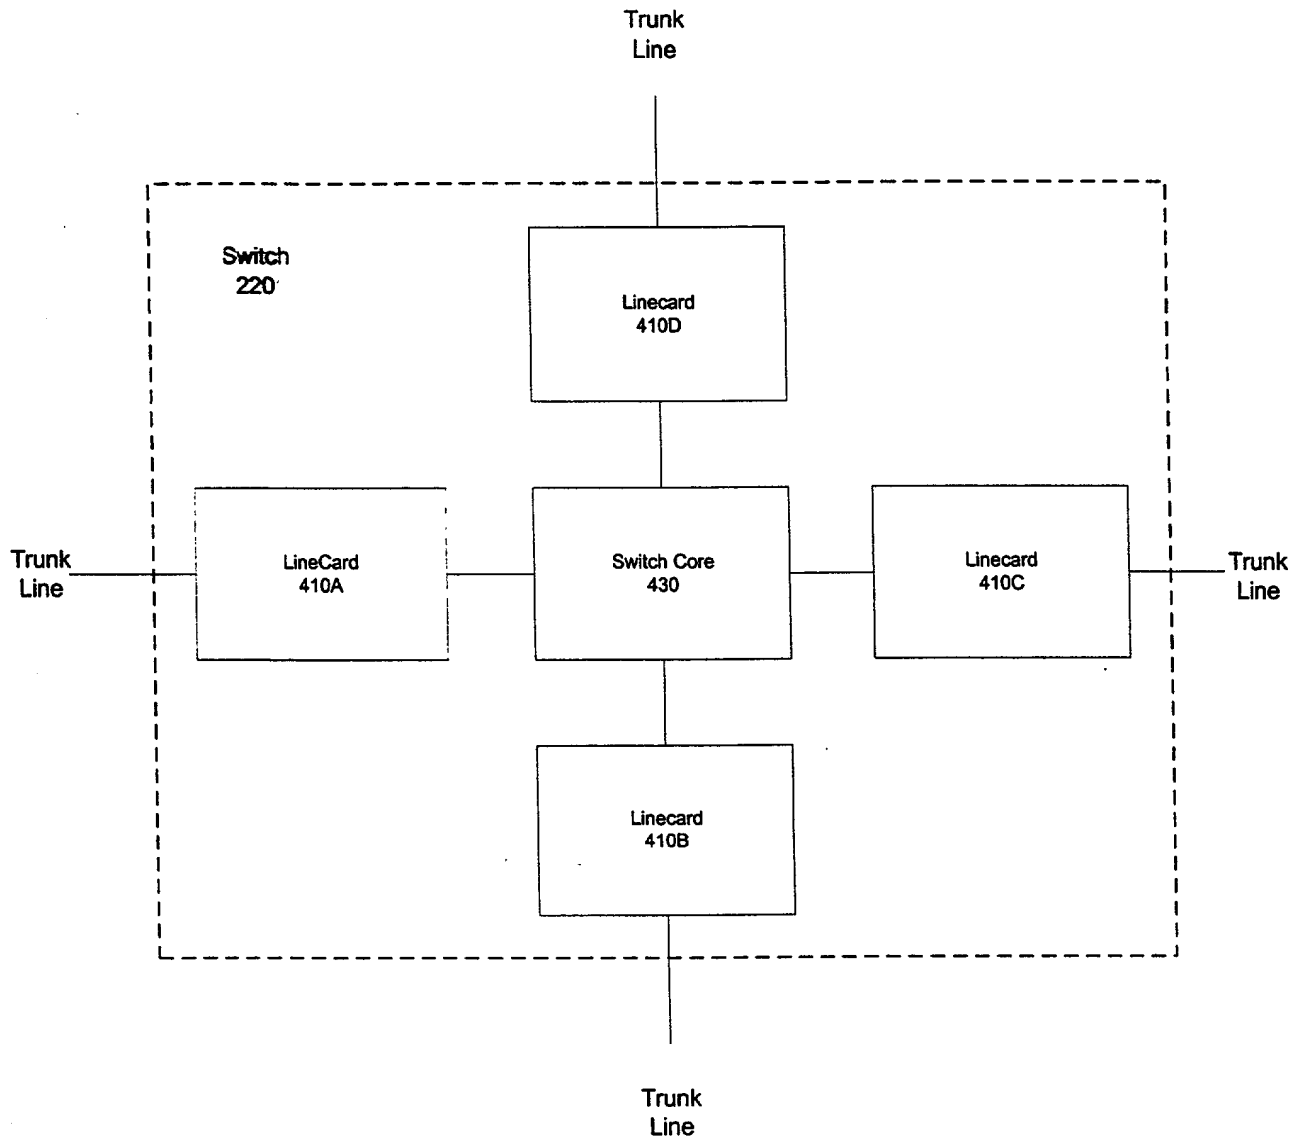 Trunk
Line
Switch
220
Linecard
410D
Trunk
Line
LineCard
410A
Switch Core
430
Linecard
410C
Trunk
Line
Linecard
410B
Trunk
Line